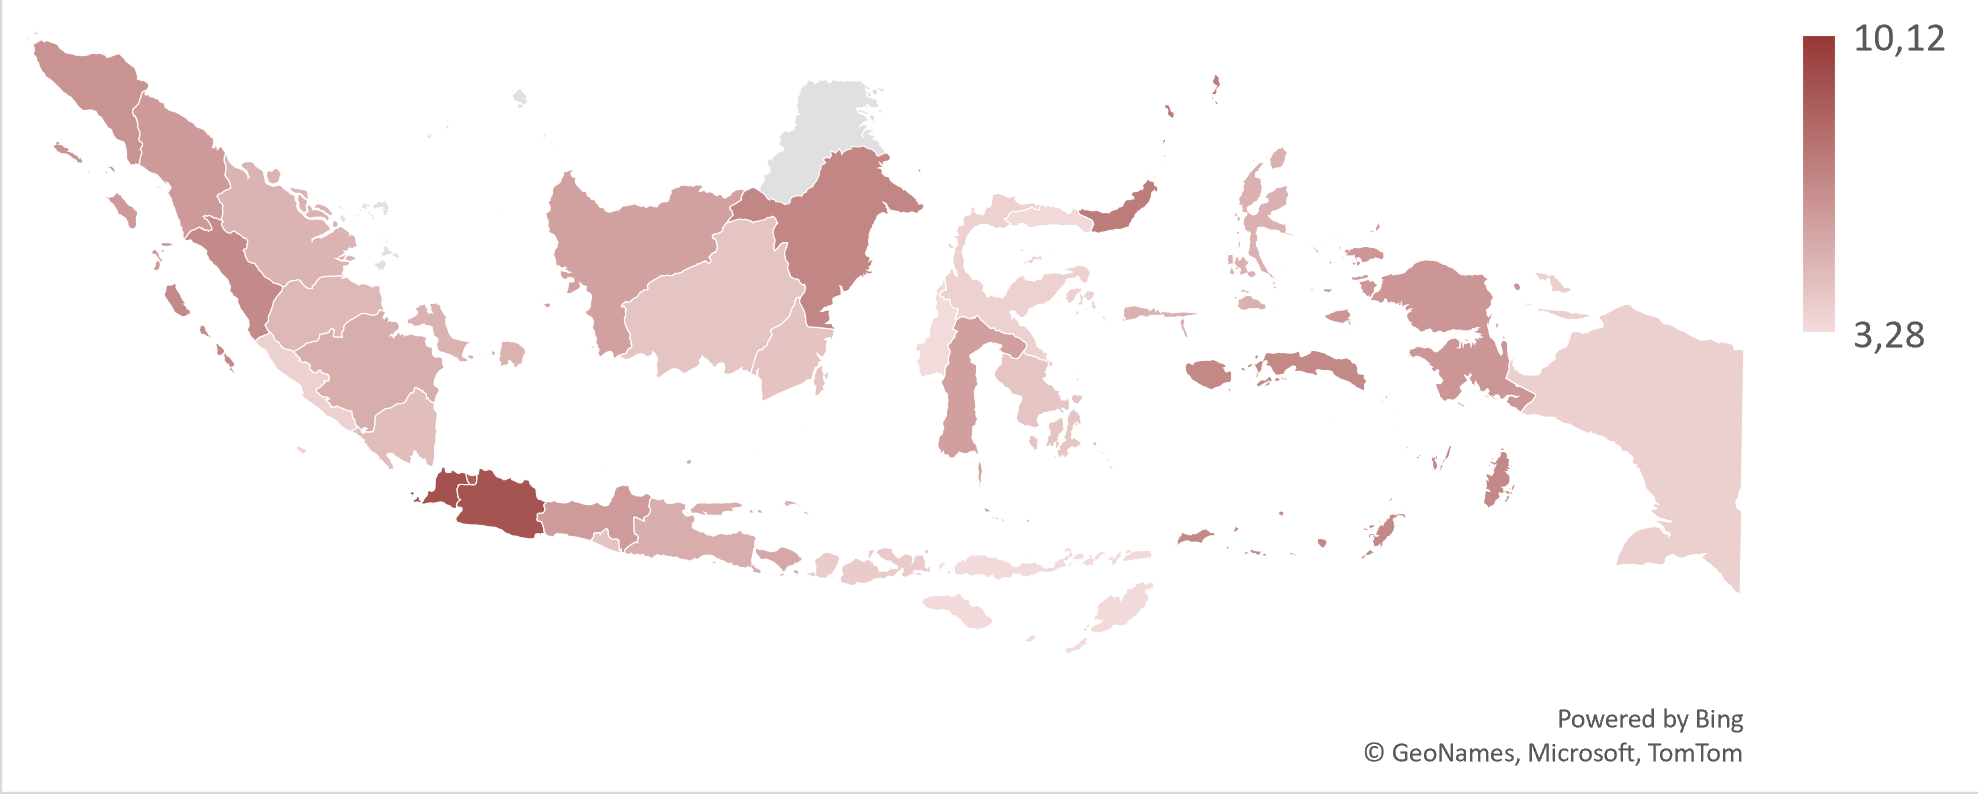 10,12
3,28
Powered by Bing
© GeoNames, Microsoft, TomTom